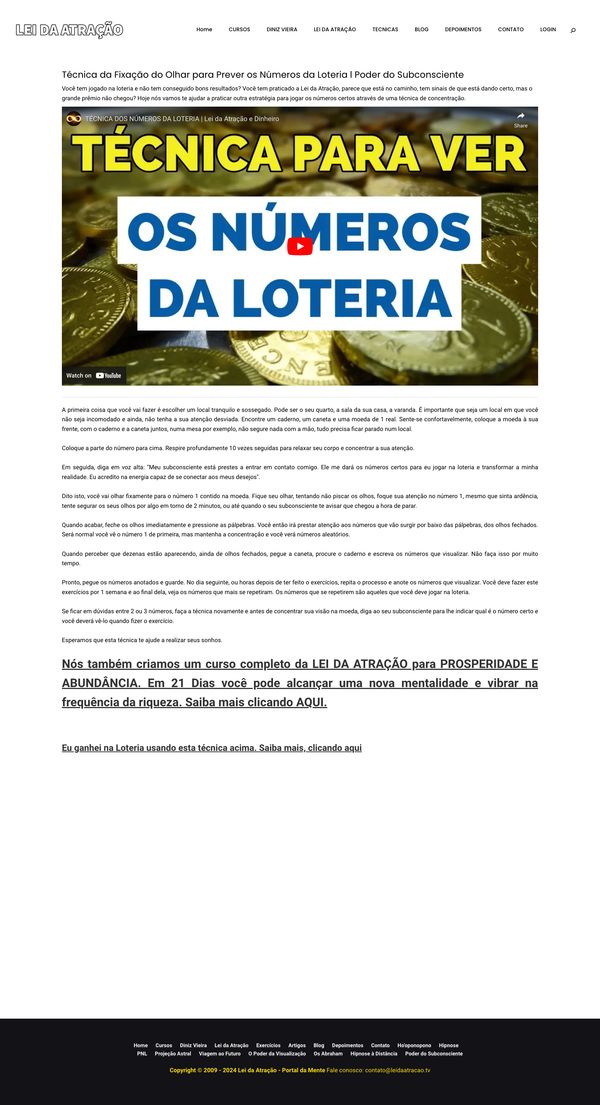 LEI DA ATRAÇÃO
Home CURSOS DINIZ VIEIRA LEI DA ATRAÇÃO TECNICAS BLOG DEPOIMENTOS CONTATO LOGIN
Técnica da Fixação do Olhar para Prever os Números da Loteria l Poder do Subconsciente
Você tem jogado na loteria e não tem conseguido bons resultados? Você tem praticado a Lei da Atração, parece que está no caminho, tem sinais de que está dando certo, mas o
grande prêmio não chegou? Hoje nós vamos te ajudar a praticar outra estratégia para jogar os números certos através de uma técnica de concentração.
TÉCNICA DOS NÚMEROS DA LOTERIA | Lei da Atração e Dinheiro
Share
TÉCNICA PARA VER
OS NÚMEROS
DA LOTERIA
Watch on YouTube
A primeira coisa que você vai fazer é escolher um local tranquilo e sossegado. Pode ser o seu quarto, a sala da sua casa, a varanda. É importante que seja um local em que você
não seja incomodado e ainda, não tenha a sua atenção desviada. Encontre um caderno, um caneta e uma moeda de 1 real. Sente-se confortavelmente, coloque a moeda à sua
frente, com o caderno e a caneta juntos, numa mesa por exemplo, não segure nada com a mão, tudo precisa ficar parado num local.
Coloque a parte do número para cima. Respire profundamente 10 vezes seguidas para relaxar seu corpo e concentrar a sua atenção.
Em seguida, diga em voz alta: "Meu subconsciente está prestes a entrar em contato comigo. Ele me dará os números certos para eu jogar na loteria e transformar a minha
realidade. Eu acredito na energia capaz de se conectar aos meus desejos".
Dito isto, você vai olhar fixamente para o número 1 contido na moeda. Fique seu olhar, tentando não piscar os olhos, foque sua atenção no número 1, mesmo que sinta ardência,
tente segurar os seus olhos por algo em torno de 2 minutos, ou até quando o seu subconsciente te avisar que chegou a hora de parar.
Quando acabar, feche os olhos imediatamente e pressione as pálpebras. Você então irá prestar atenção aos números que vão surgir por baixo das pálpebras, dos olhos fechados.
Será normal você vê o número 1 de primeira, mas mantenha a concentração e você verá números aleatórios.
Quando perceber que dezenas estão aparecendo, ainda de olhos fechados, pegue a caneta, procure o caderno e escreva os números que visualizar. Não faça isso por muito
tempo.
Pronto, pegue os números anotados e guarde. No dia seguinte, ou horas depois de ter feito o exercícios, repita o processo e anote os números que visualizar. Você deve fazer este
exercícios por 1 semana e ao final dela, veja os números que mais se repetiram. Os números que se repetirem são aqueles que você deve jogar na loteria.
Se ficar em dúvidas entre 2 ou 3 números, faça a técnica novamente e antes de concentrar sua visão na moeda, diga ao seu subconsciente para lhe indicar qual é o número certo e
você deverá vê-lo quando fizer o exercício.
Esperamos que esta técnica te ajude a realizar seus sonhos.
Nós também criamos um curso completo da LEI DA ATRAÇÃO para PROSPERIDADE E
ABUNDÂNCIA. Em 21 Dias você pode alcançar uma nova mentalidade e vibrar na
frequência da riqueza. Saiba mais clicando AQUI.
Eu ganhei na Loteria usando esta técnica acima. Saiba mais, clicando aqui
Home Cursos Diniz Vieira Lei da Atração Exercícios Artigos Blog Depoimentos Contato Ho'oponopono Hipnose
PNL Projeção Astral Viagem ao Futuro O Poder da Visualização Os Abraham Hipnose à Distância Poder do Subconsciente
Copyright © 2009 - 2024 Lei da Atração - Portal da Mente Fale conosco: contato@leidaatracao.tv